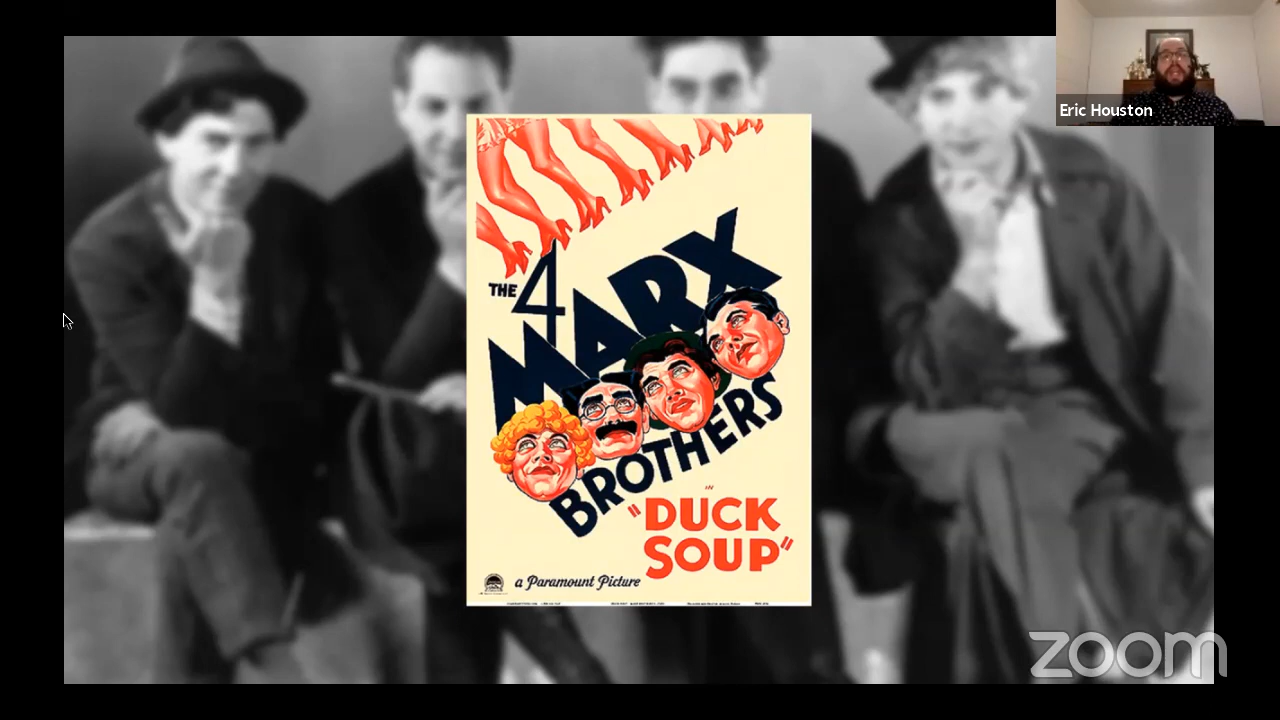 Eric Houston
THE 4
MARX
BROTHERS
IN
"DUCK
SOUP"
a Paramount Picture
zoom